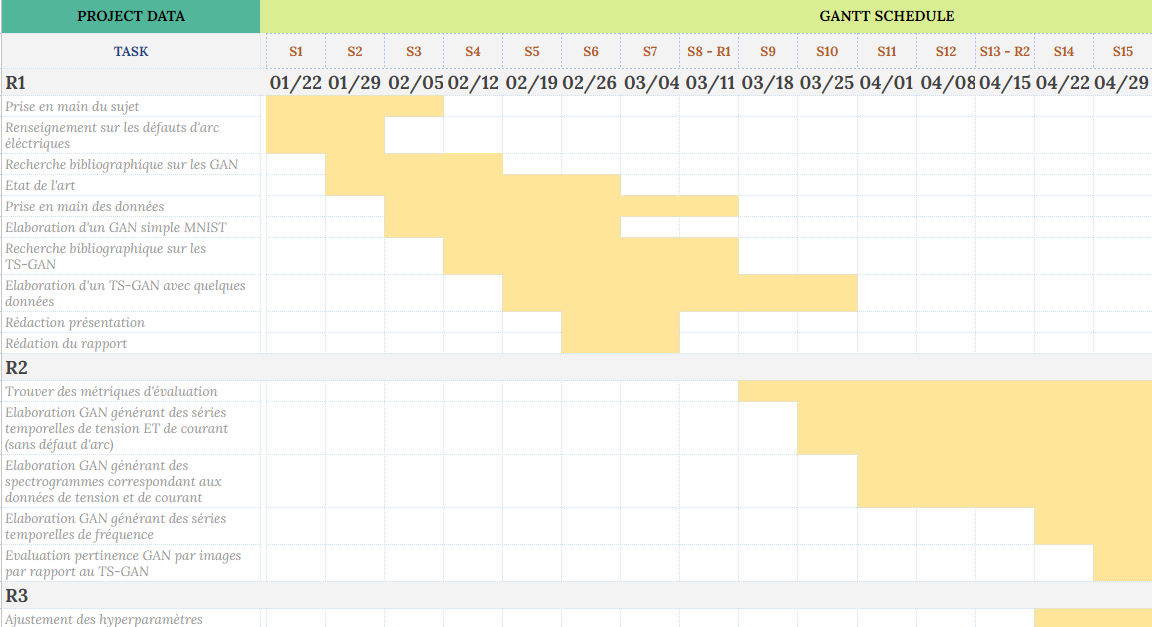 PROJECT DATA GANTT SCHEDULE
TASK S1 S2 S3 S4 S5 S6 S7 S8 - R1 S9 S10 S11 S12 S13 - R2 S14 S15
R1 01/22 01/29 02/05 02/12 02/19 02/26 03/04 03/11 03/18 03/25 04/01 04/08 04/15 04/22 04/29
Prise en main du sujet
Renseignement sur les défauts d'arc
éléctriques
Recherche bibliographique sur les GAN
Etat de l'art
Prise en main des données
Elaboration d'un GAN simple MNIST
Recherche bibliographique sur les
TS-GAN
Elaboration d'un TS-GAN avec quelques
données
Rédaction présentation
Rédation du rapport
R2
Trouver des métriques d'évaluation
Elaboration GAN générant des séries
temporelles de tension ET de courant
(sans défaut d'arc)
Elaboration GAN générant des
spectrogrammes correspondant aux
données de tension et de courant
Elaboration GAN générant des séries
temporelles de fréquence
Evaluation pertinence GAN par images
par rapport au TS-GAN
R3
Ajustement des hyperparamètres